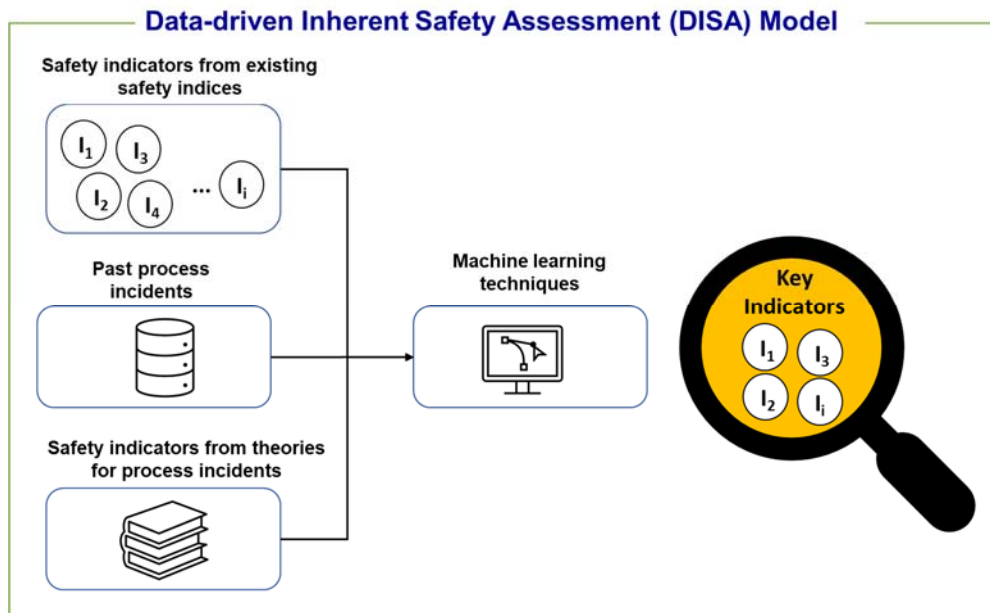 Data-driven Inherent Safety Assessment (DISA) Model
Safety indicators from existing
safety indices
I1
I3
I2
I4
...
Ii
Past process
incidents
Machine learning
techniques
Safety indicators from theories
for process incidents
Key
Indicators
I1
I3
I2
Ii